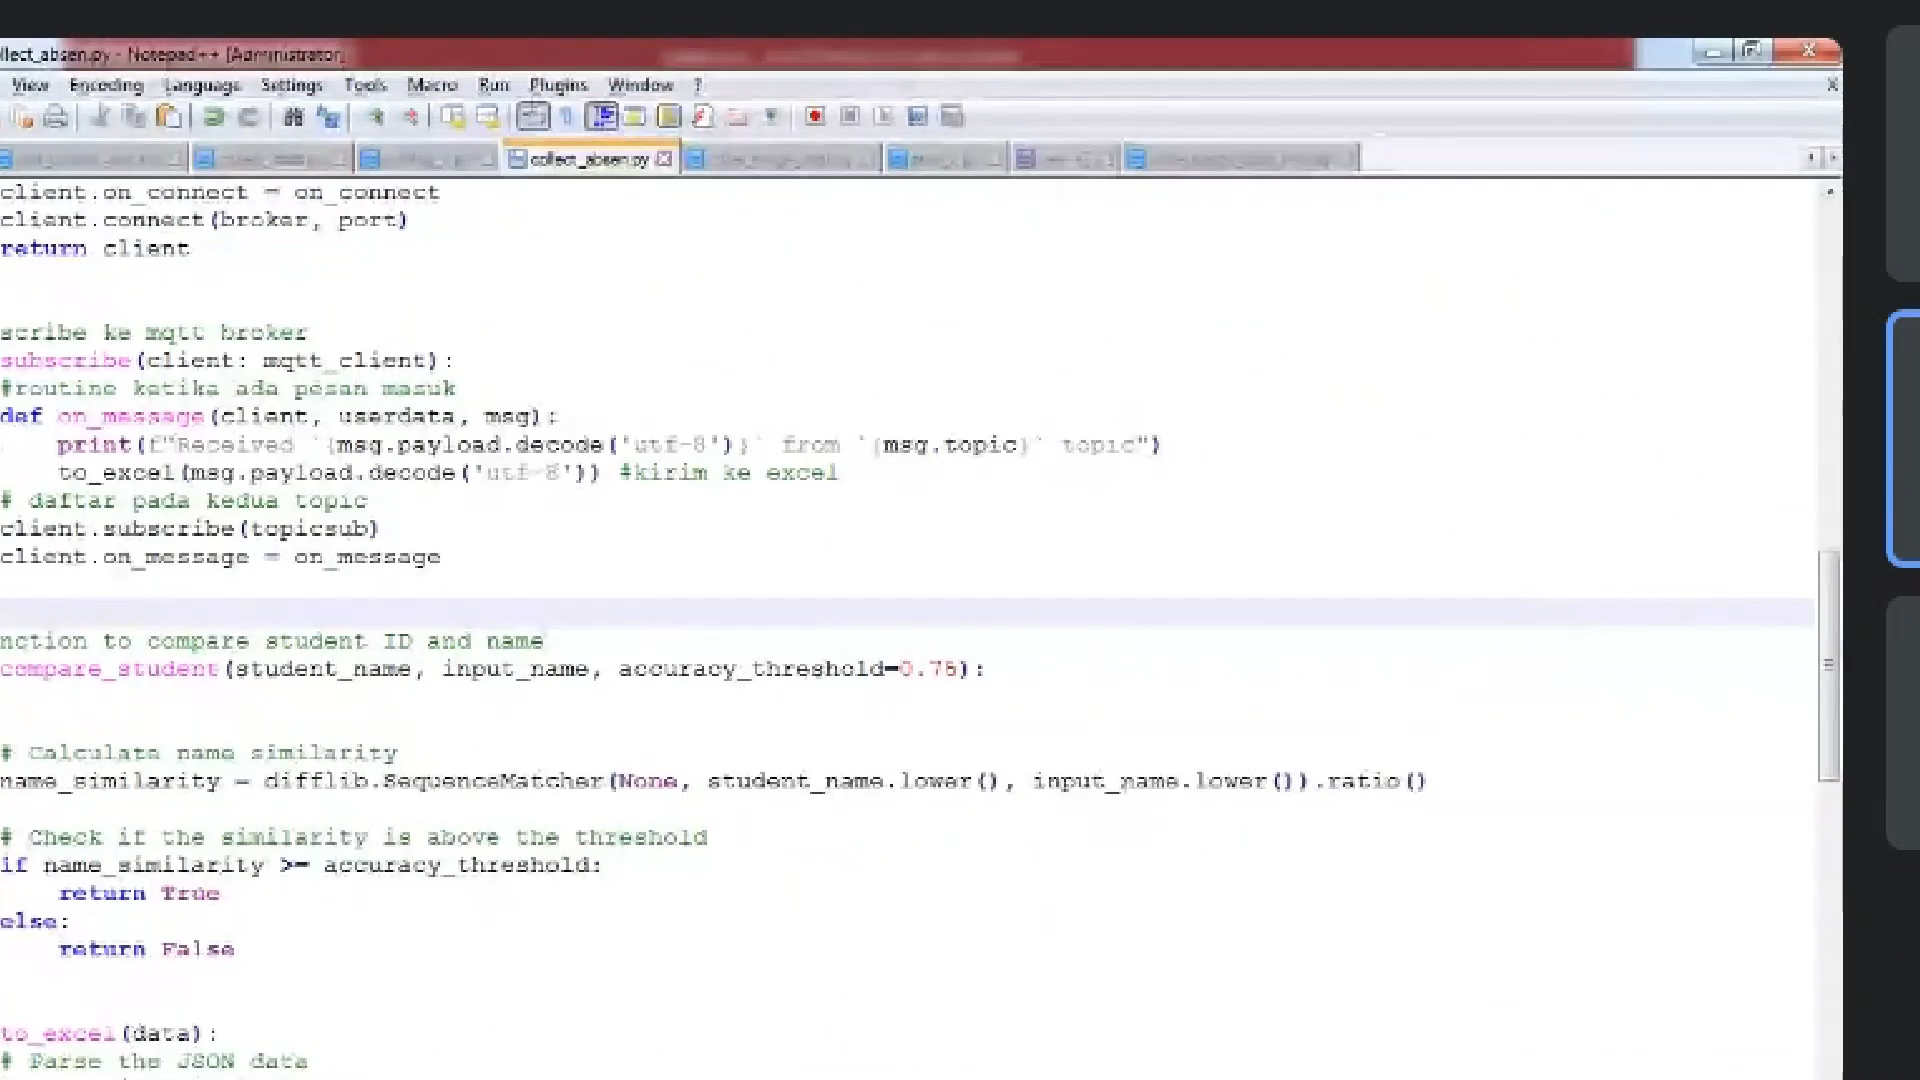 llect_absen.py - Notepad++ [Administrator]
View Encoding Language Settings Tools Macro Run Plugins Window ?
collect_absen.py
client.on_connect = on_connect
client.connect(broker, port)
return client
scribe ke mqtt broker
subscribe(client: mqtt_client):
#routine ketika ada pesan masuk
def on_message(client, userdata, msg):
print(f"Received `{msg.payload.decode('utf-8')}` from `{msg.topic}` topic")
to_excel(msg.payload.decode('utf-8')) #kirim ke excel
# daftar pada kedua topic
client.subscribe(topicsub)
client.on_message = on_message
nction to compare student ID and name
compare_student(student_name, input_name, accuracy_threshold=0.75):
# Calculate name similarity
name_similarity = difflib.SequenceMatcher(None, student_name.lower(), input_name.lower()).ratio()
# Check if the similarity is above the threshold
if name_similarity >= accuracy_threshold:
return True
else:
return False
to_excel(data):
# Parse the JSON data